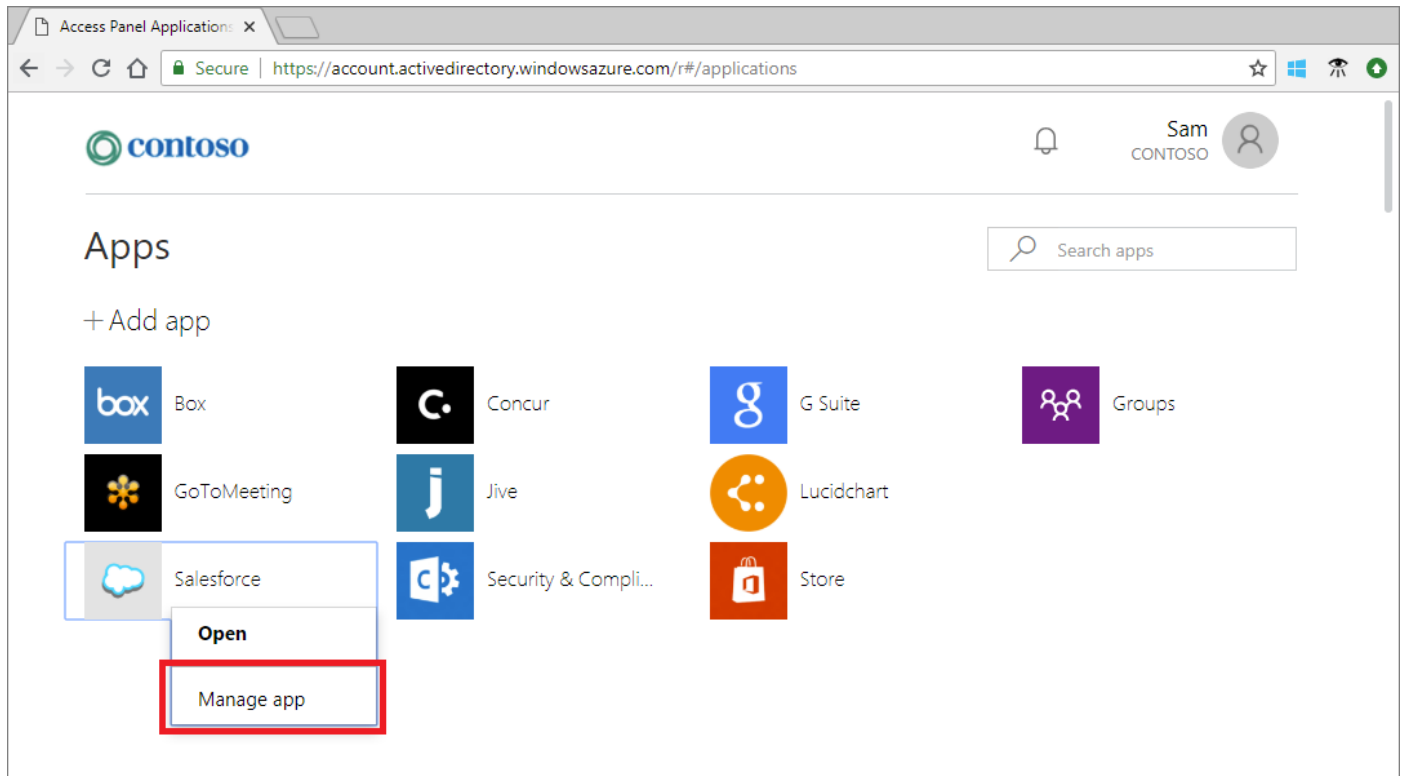 Access Panel Applications
Secure | https://account.activedirectory.windowsazure.com/r#/applications
contoso
Sam
CONTOSO
Apps
Search apps
+Add app
box Box
C. Concur
g G Suite
Groups
GoToMeeting
j Jive
C Lucidchart
Salesforce
C Security & Compli...
Store
Open
Manage app